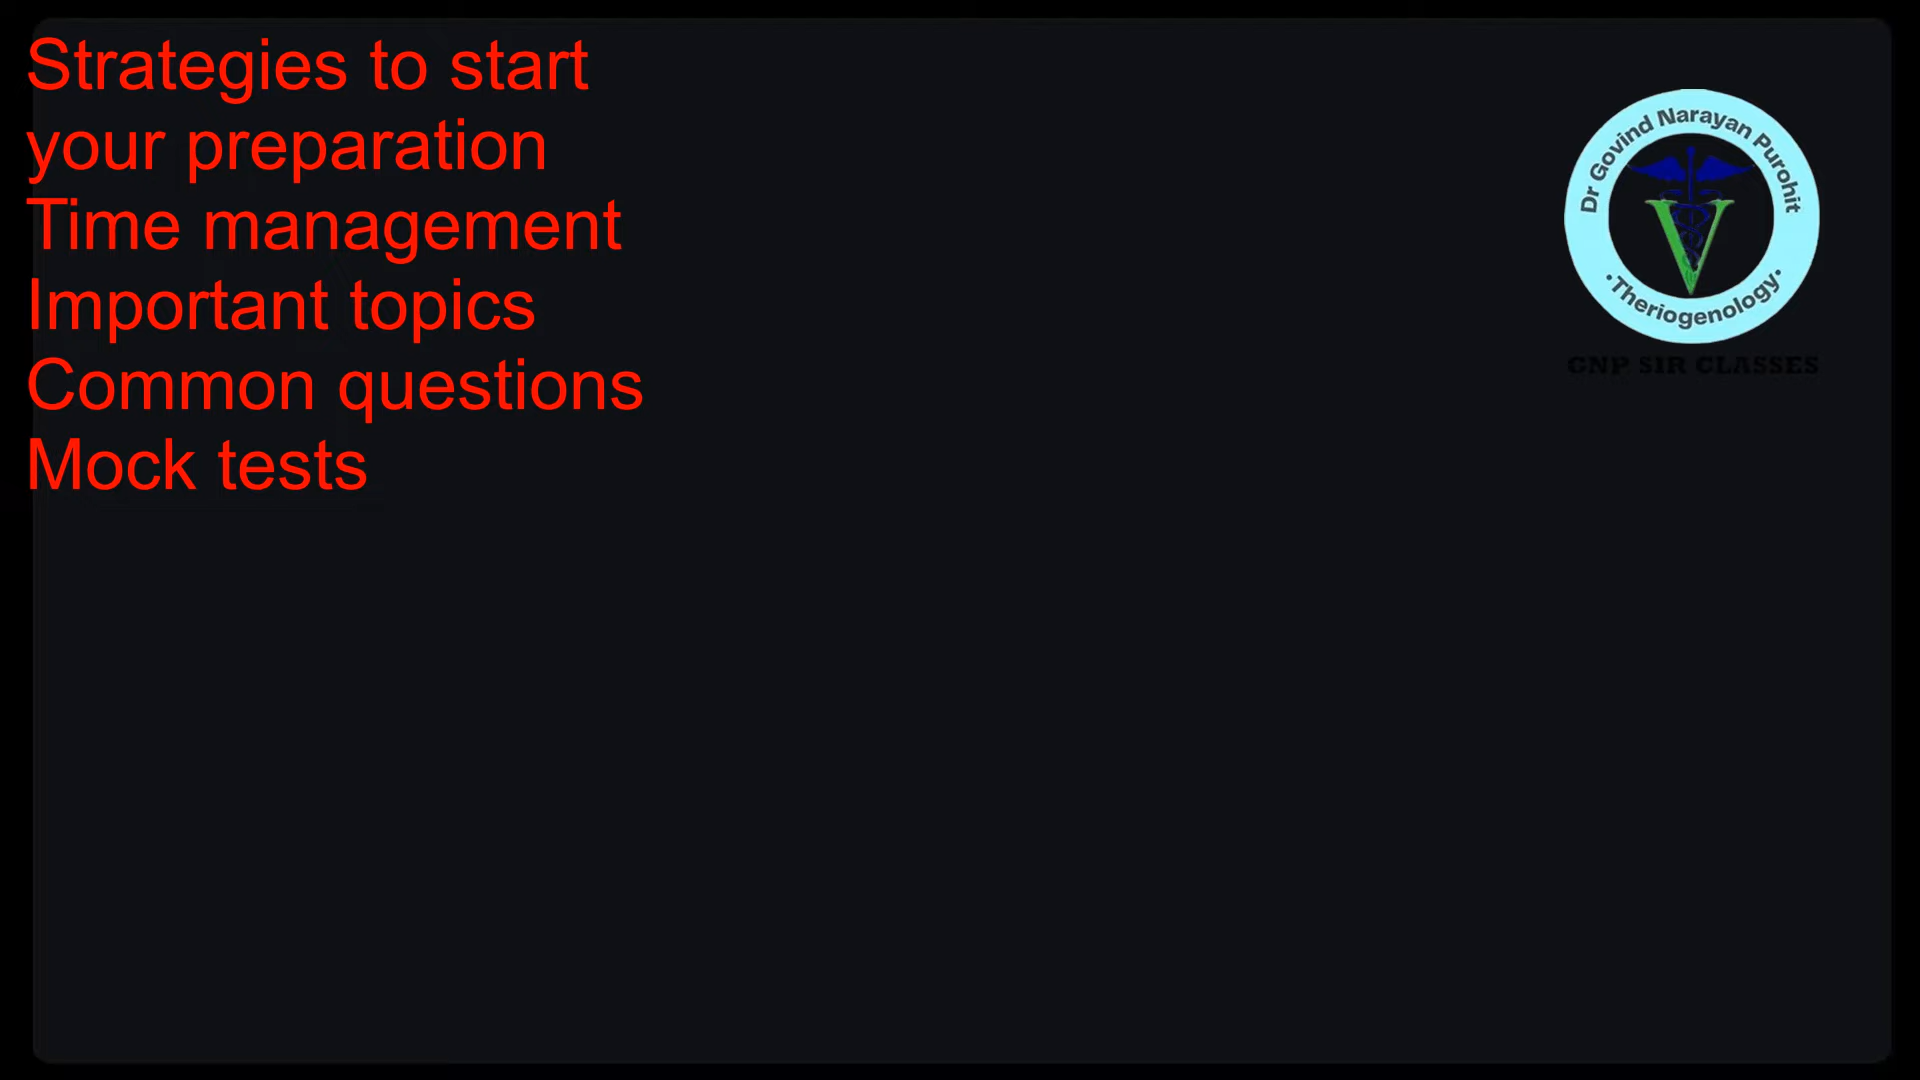 Strategies to start
your preparation
Time management
Important topics
Common questions
Mock tests
Dr Govind Narayan Purohit
V
•Theriogenology•
GNP SIR CLASSES